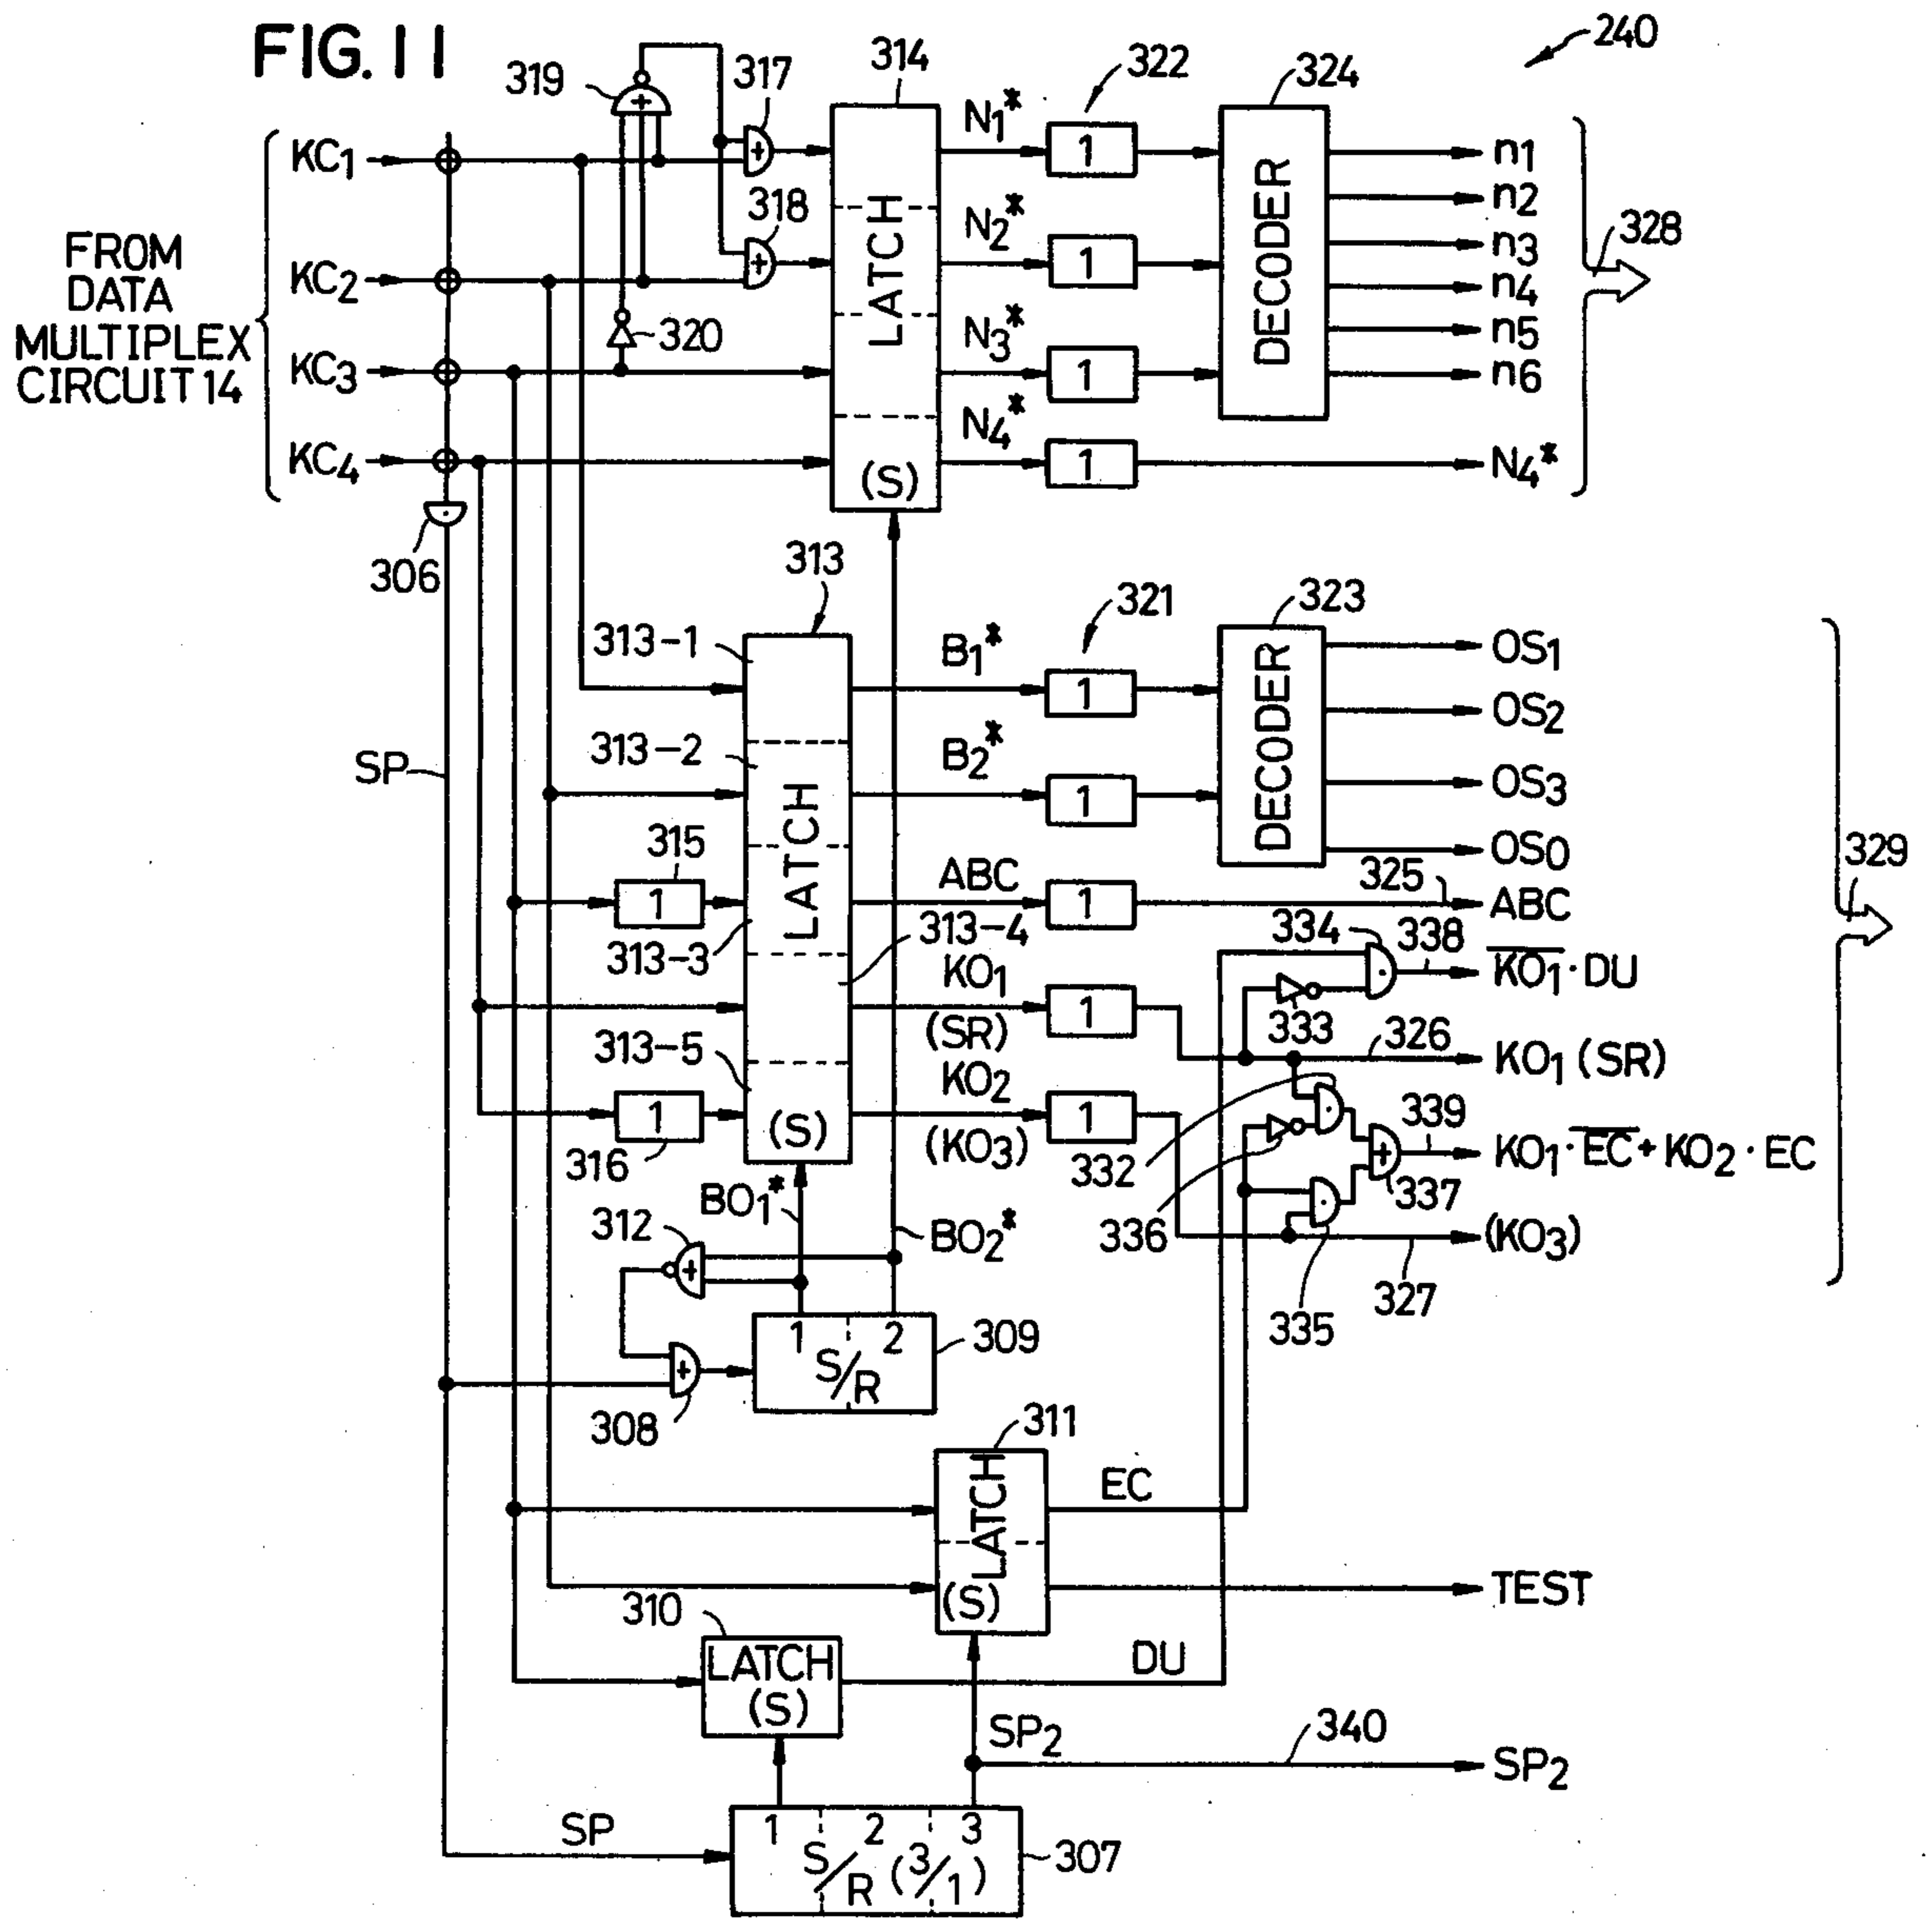 FIG. 11
240
319
317
314
322
324
KC1
N1*
1
n1
318
n2
FROM
DATA
MULTIPLEX
CIRCUIT 14
KC2
LATCH
N2*
1
DECODER
n3
328
n4
KC3
320
N3*
1
n5
n6
KC4
(S)
N4*
1
N4*
306
313
321
323
313-1
B1*
1
OS1
SP
313-2
LATCH
B2*
1
DECODER
OS2
OS3
OS0
315
1
313-3
ABC
1
325
ABC
329
313-4
334
338
KO1
(SR)
1
333
K̅O̅1̅·DU
326
KO1 (SR)
313-5
1
316
(S)
KO2
(KO3)
1
332
336
339
KO1·E̅C̅+KO2·EC
337
BO1*
312
BO2*
335
(KO3)
327
308
1 2
S/R
309
311
LATCH
(S)
EC
TEST
310
LATCH
(S)
DU
SP2
340
SP2
SP
1 2 3
S/R (3/1)
307